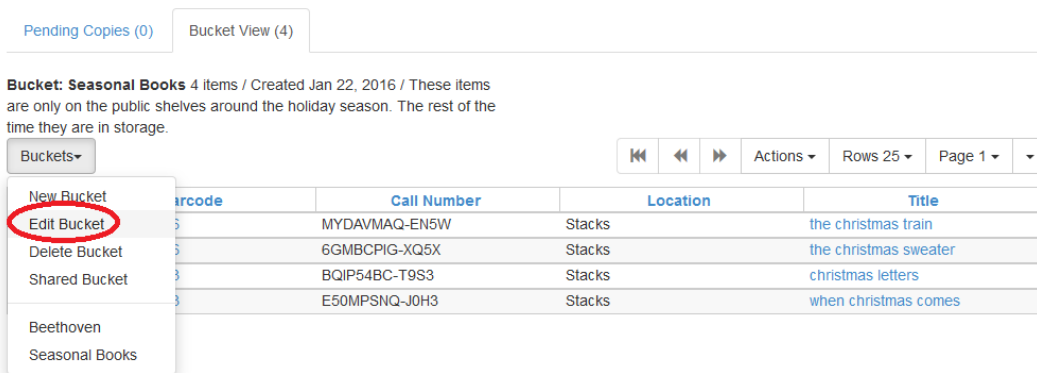 Pending Copies (0) Bucket View (4)
Bucket: Seasonal Books 4 items / Created Jan 22, 2016 / These items
are only on the public shelves around the holiday season. The rest of the
time they are in storage.
Buckets Actions Rows 25 Page 1
New Bucket
Edit Bucket
Delete Bucket
Shared Bucket
Beethoven
Seasonal Books
arcode Call Number Location Title
6 MYDAVMAQ-EN5W Stacks the christmas train
6 6GMBCPIG-XQ5X Stacks the christmas sweater
3 BQIP54BC-T9S3 Stacks christmas letters
3 E50MPSNQ-J0H3 Stacks when christmas comes